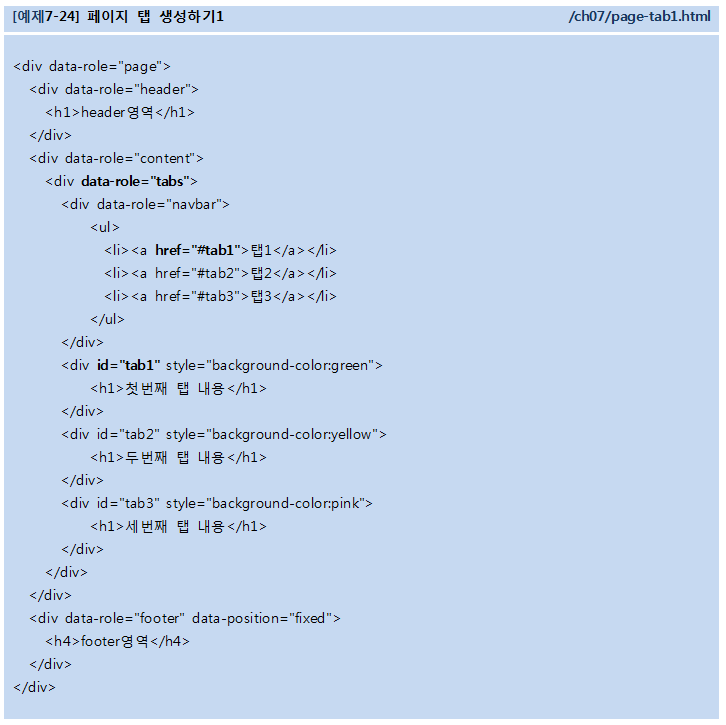 [예제7-24] 페이지 탭 생성하기1 /ch07/page-tab1.html
<div data-role="page">
<div data-role="header">
<h1>header영역</h1>
</div>
<div data-role="content">
<div data-role="tabs">
<div data-role="navbar">
<ul>
<li><a href="#tab1">탭1</a></li>
<li><a href="#tab2">탭2</a></li>
<li><a href="#tab3">탭3</a></li>
</ul>
</div>
<div id="tab1" style="background-color:green">
<h1>첫번째 탭 내용</h1>
</div>
<div id="tab2" style="background-color:yellow">
<h1>두번째 탭 내용</h1>
</div>
<div id="tab3" style="background-color:pink">
<h1>세번째 탭 내용</h1>
</div>
</div>
</div>
<div data-role="footer" data-position="fixed">
<h4>footer영역</h4>
</div>
</div>